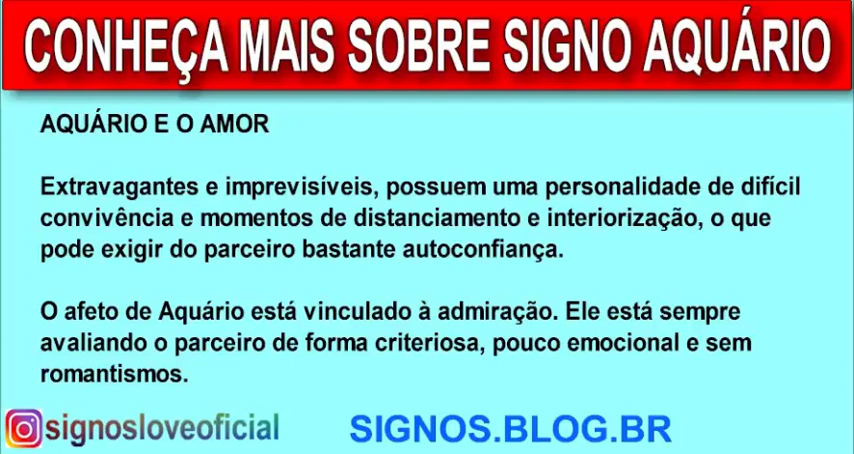 CONHEÇA MAIS SOBRE SIGNO AQUÁRIO
AQUÁRIO E O AMOR
Extravagantes e imprevisíveis, possuem uma personalidade de difícil
convivência e momentos de distanciamento e interiorização, o que
pode exigir do parceiro bastante autoconfiança.
O afeto de Aquário está vinculado à admiração. Ele está sempre
avaliando o parceiro de forma criteriosa, pouco emocional e sem
romantismos.
signosloveoficial SIGNOS.BLOG.BR